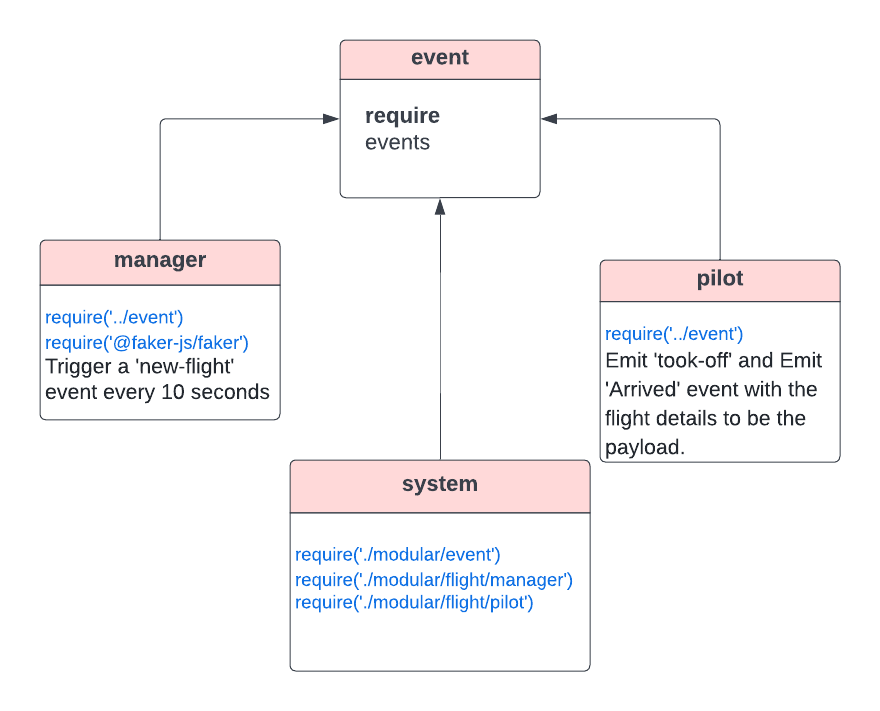 event
require
events
manager
require('../event')
require('@faker-js/faker')
Trigger a 'new-flight'
event every 10 seconds
pilot
require('../event')
Emit 'took-off' and Emit
'Arrived' event with the
flight details to be the
payload.
system
require('./modular/event')
require('./modular/flight/manager')
require('./modular/flight/pilot')